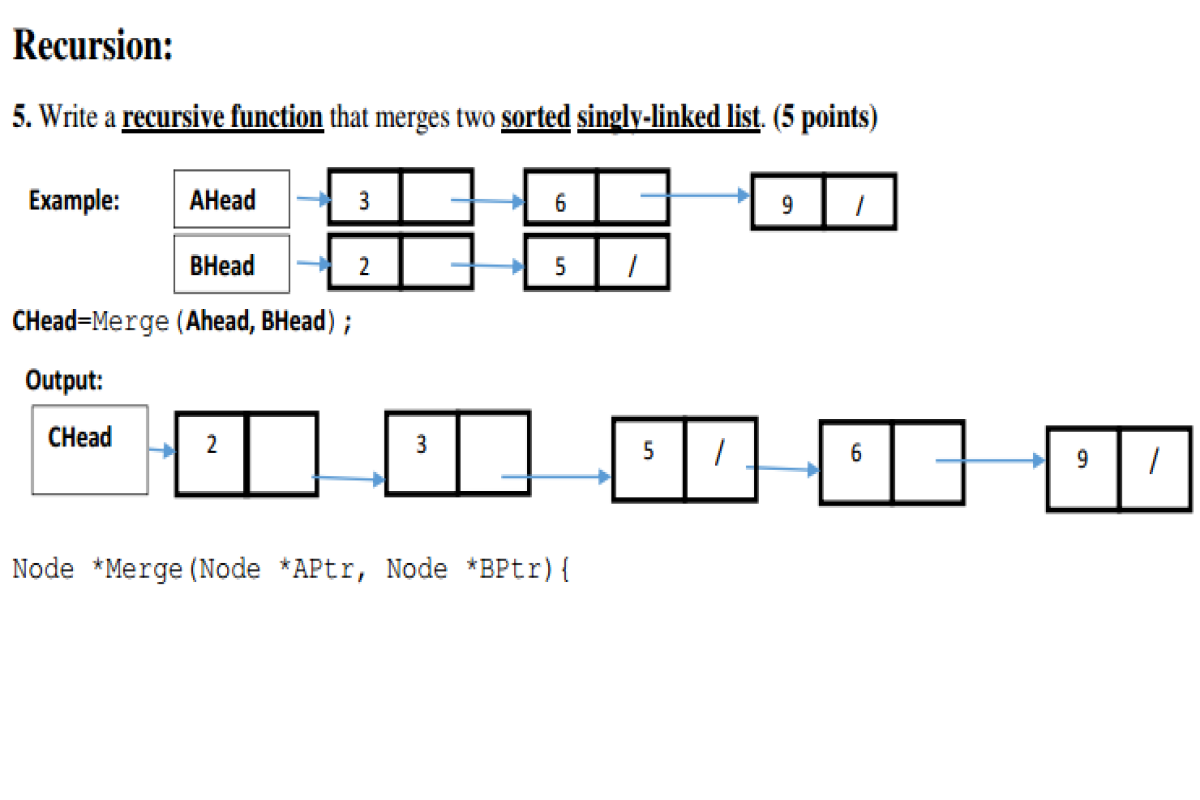 Recursion:
5. Write a recursive function that merges two sorted singly-linked list. (5 points)
Example: AHead 3 6 9 /
BHead 2 5 /
CHead=Merge(Ahead, BHead);
Output:
CHead 2 3 5 / 6 9 /
Node *Merge(Node *APtr, Node *BPtr){